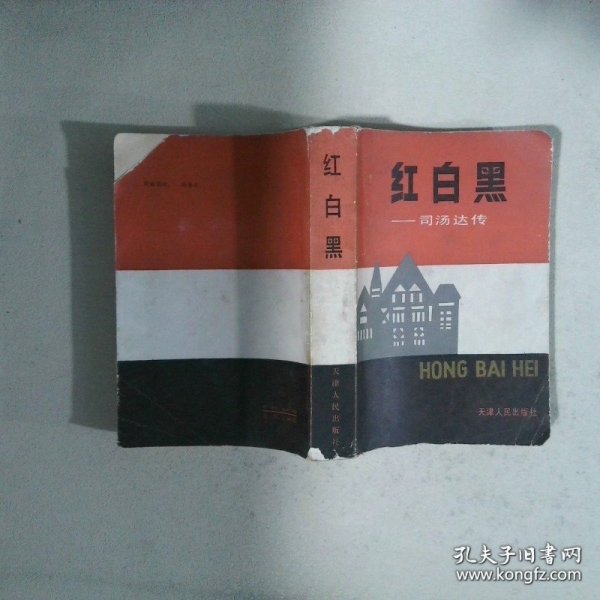 红白黑
——司汤达传
HONG BAI HEI
天津人民出版社
红白黑
天津人民出版社
孔夫子旧书网
www.kongfz.com